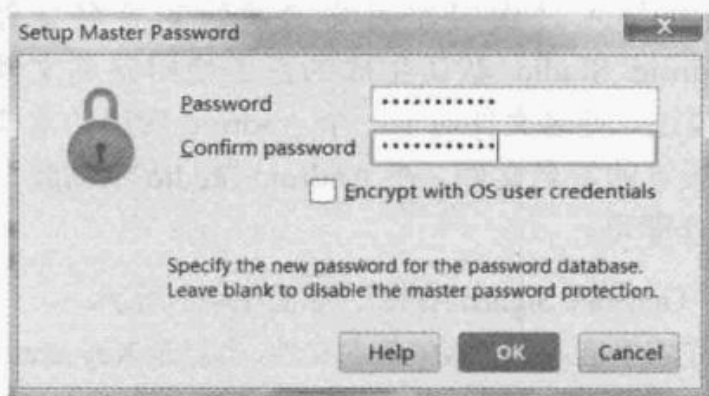 Setup Master Password
X
Password
•••••••••••
Confirm password
•••••••••••
Encrypt with OS user credentials
Specify the new password for the password database.
Leave blank to disable the master password protection.
Help OK Cancel